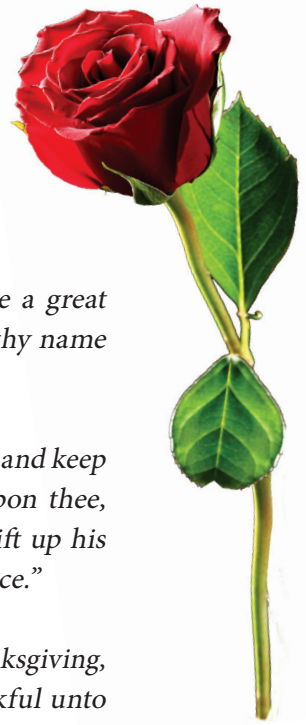 e a great
thy name
and keep
pon thee,
ift up his
ce.”
ksgiving,
kful unto